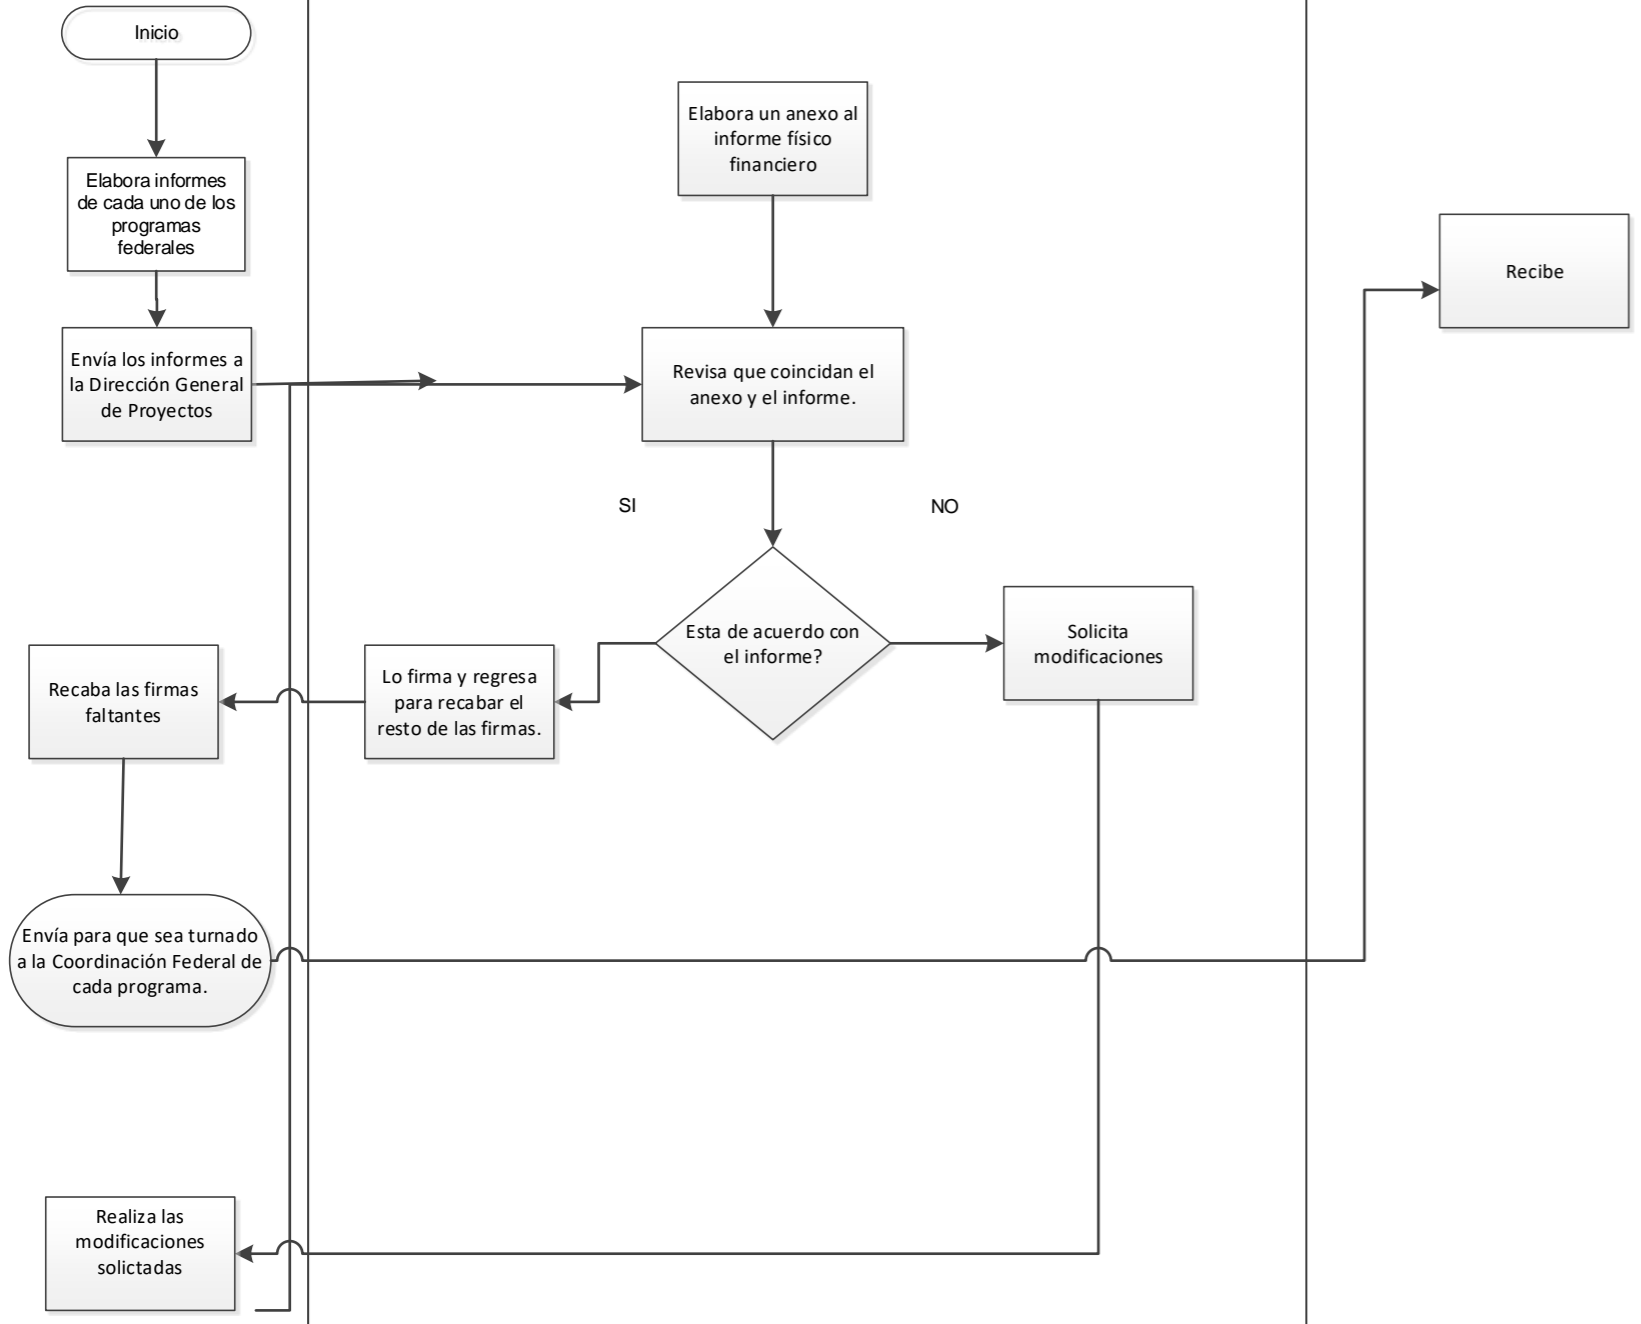 Inicio
Elabora informes
de cada uno de los
programas
federales
Envía los informes a
la Dirección General
de Proyectos
Elabora un anexo al
informe físico
financiero
Recibe
Revisa que coincidan el
anexo y el informe.
SI
NO
Esta de acuerdo con
el informe?
Solicita
modificaciones
Lo firma y regresa
para recabar el
resto de las firmas.
Recaba las firmas
faltantes
Envía para que sea turnado
a la Coordinación Federal de
cada programa.
Realiza las
modificaciones
solictadas